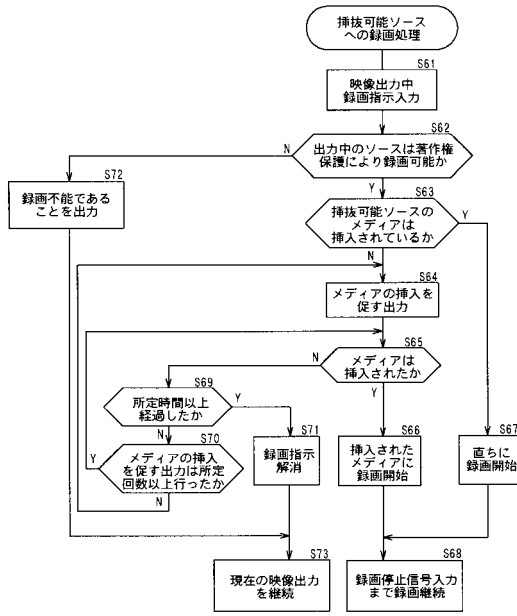 挿抜可能ソース
への録画処理
S61
映像出力中
録画指示入力
S62
出力中のソースは著作権
保護により録画可能か
N
Y
S72
録画不能である
ことを出力
S63
挿抜可能ソースの
メディアは
挿入されているか
Y
N
S64
メディアの挿入を
促す出力
S65
メディアは
挿入されたか
N
Y
S69
所定時間以上
経過したか
Y
N
S70
メディアの挿入
を促す出力は所定
回数以上行ったか
Y
N
S71
録画指示
解消
S66
挿入された
メディアに
録画開始
S67
直ちに
録画開始
S73
現在の映像出力
を継続
S68
録画停止信号入力
まで録画継続